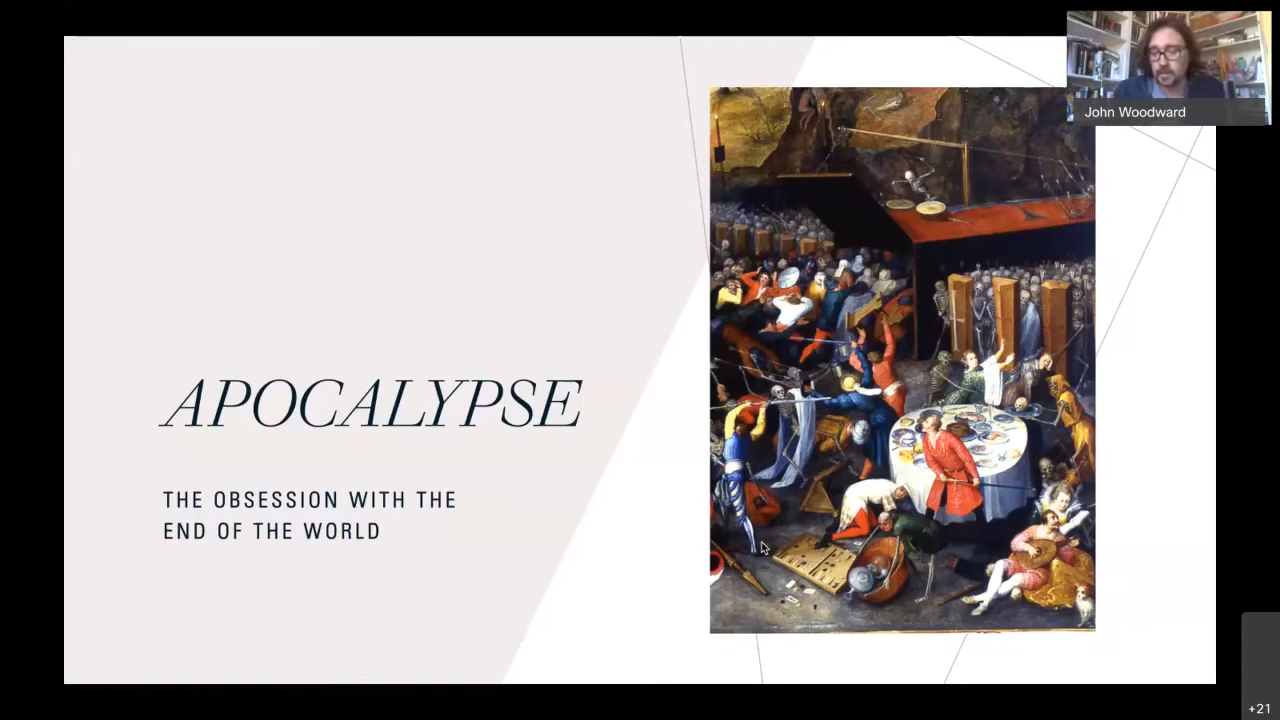 John Woodward
APOCALYPSE
THE OBSESSION WITH THE
END OF THE WORLD
+21